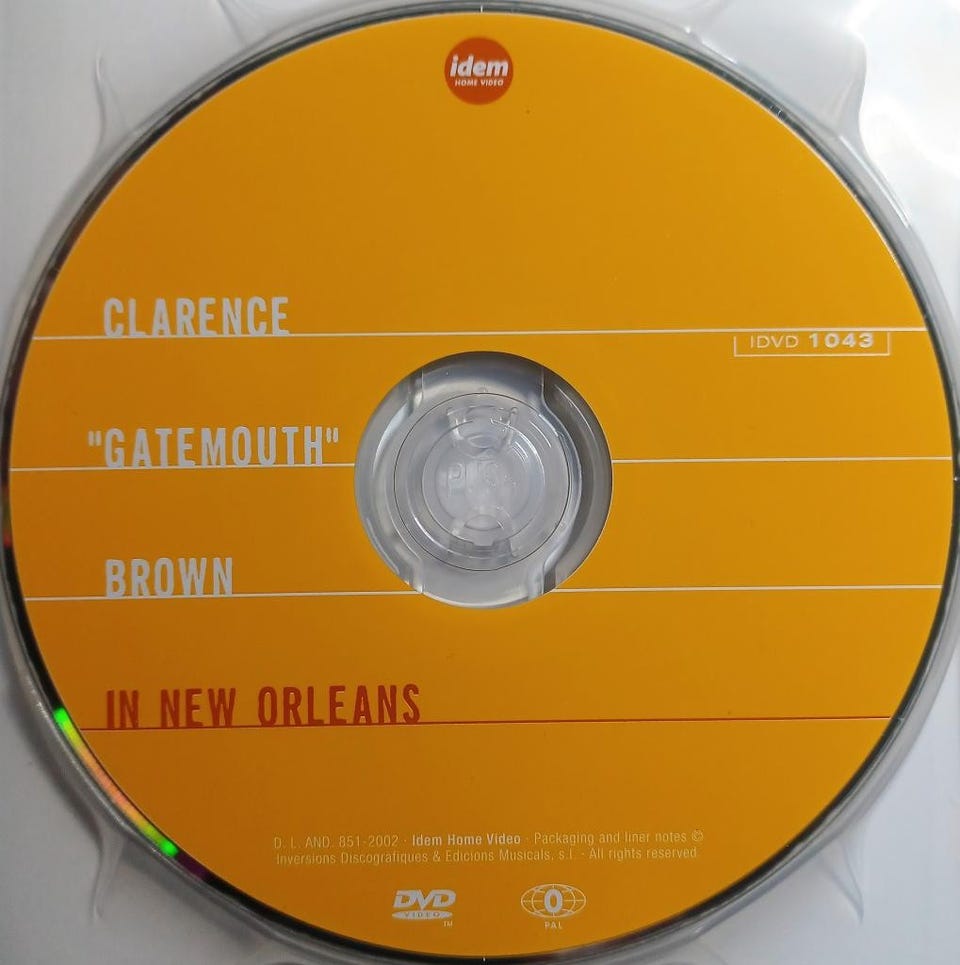 idem
HOME VIDEO
CLARENCE
IDVD 1043
"GATEMOUTH"
BROWN
IN NEW ORLEANS
D. L. AND. 851-2002 · Idem Home Video · Packaging and liner notes ©
Inversions Discografiques & Edicions Musicals, s.l. · All rights reserved
DVD
VIDEO
TM
0
PAL